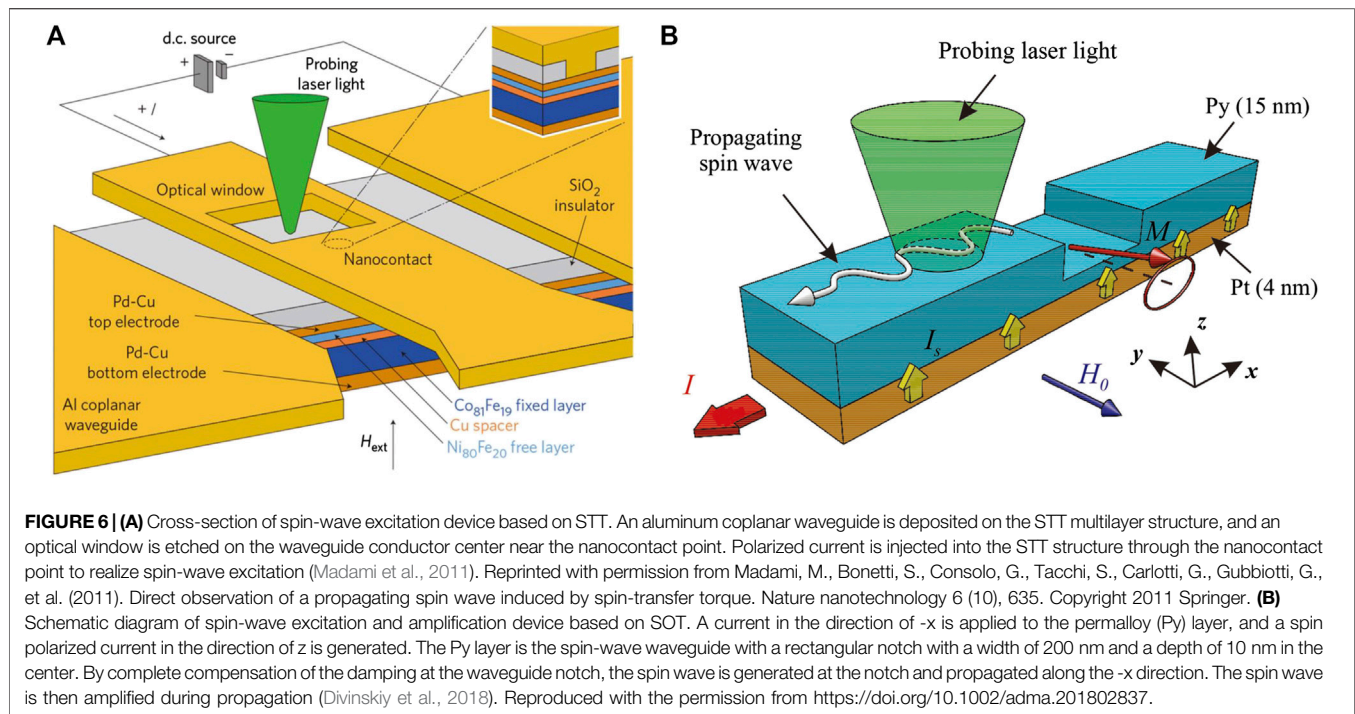 A
d.c. source
+
−
+ I
Probing
laser light
Optical window
SiO2
insulator
Nanocontact
Pd-Cu
top electrode
Pd-Cu
bottom electrode
Al coplanar
waveguide
Co81Fe19 fixed layer
Cu spacer
Ni80Fe20 free layer
Hext
B
Probing laser light
Py (15 nm)
Propagating
spin wave
M
Pt (4 nm)
Is
I
H0
z
y
x
FIGURE 6 | (A) Cross-section of spin-wave excitation device based on STT. An aluminum coplanar waveguide is deposited on the STT multilayer structure, and an
optical window is etched on the waveguide conductor center near the nanocontact point. Polarized current is injected into the STT structure through the nanocontact
point to realize spin-wave excitation (Madami et al., 2011). Reprinted with permission from Madami, M., Bonetti, S., Consolo, G., Tacchi, S., Carlotti, G., Gubbiotti, G.,
et al. (2011). Direct observation of a propagating spin wave induced by spin-transfer torque. Nature nanotechnology 6 (10), 635. Copyright 2011 Springer. (B)
Schematic diagram of spin-wave excitation and amplification device based on SOT. A current in the direction of -x is applied to the permalloy (Py) layer, and a spin
polarized current in the direction of z is generated. The Py layer is the spin-wave waveguide with a rectangular notch with a width of 200 nm and a depth of 10 nm in the
center. By complete compensation of the damping at the waveguide notch, the spin wave is generated at the notch and propagated along the -x direction. The spin wave
is then amplified during propagation (Divinskiy et al., 2018). Reproduced with the permission from https://doi.org/10.1002/adma.201802837.